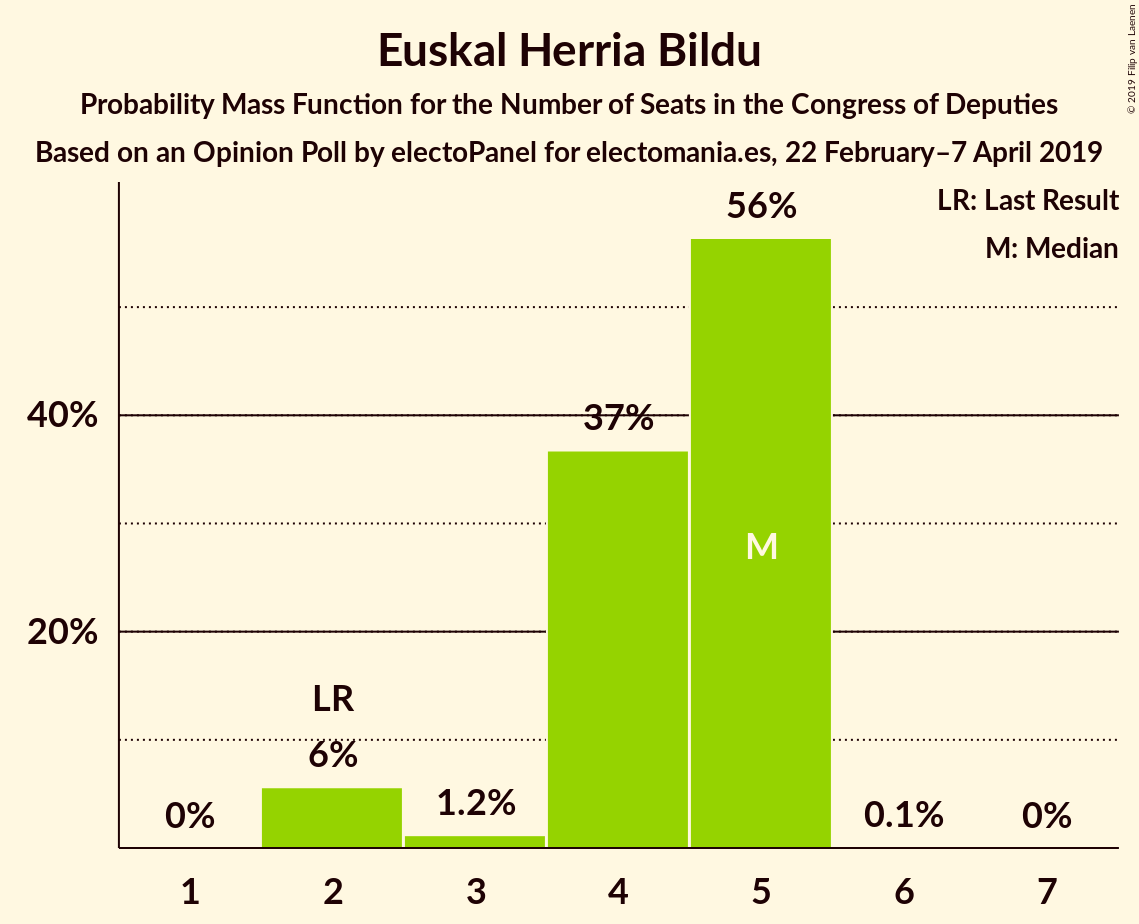 Euskal Herria Bildu
Probability Mass Function for the Number of Seats in the Congress of Deputies
Based on an Opinion Poll by electoPanel for electomania.es, 22 February–7 April 2019
© 2019 Filip van Laenen
LR: Last Result
M: Median
56%
40%
37%
M
20%
LR
6%
0%
1.2%
0.1%
0%
1 2 3 4 5 6 7